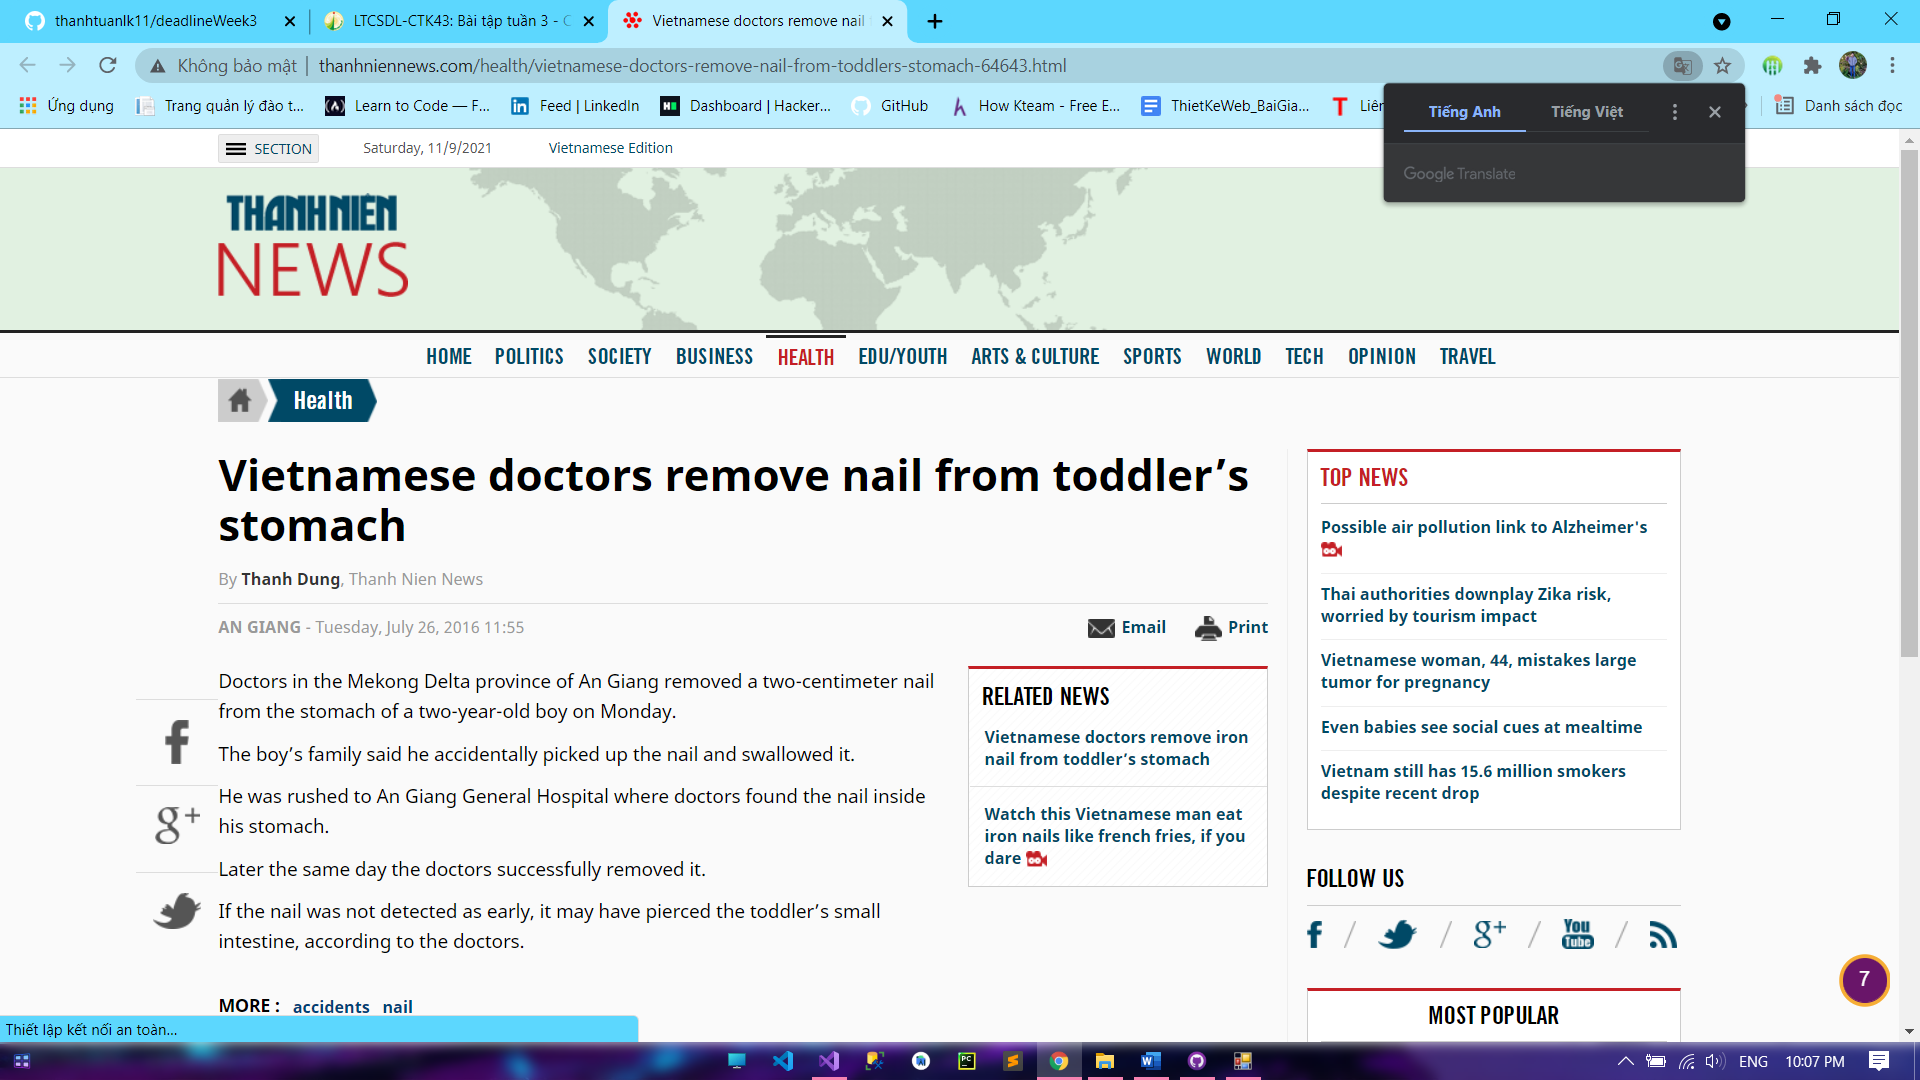 thanhtuanlk11/deadlineWeek3
LTCSDL-CTK43: Bài tập tuần 3 - C
Vietnamese doctors remove nail
Không bảo mật
thanhniennews.com/health/vietnamese-doctors-remove-nail-from-toddlers-stomach-64643.html
Ứng dụng
Trang quản lý đào t...
Learn to Code — F...
Feed | LinkedIn
Dashboard | Hacker...
GitHub
How Kteam - Free E...
ThietKeWeb_BaiGia...
Danh sách đọc
Tiếng Anh
Tiếng Việt
Google Translate
SECTION
Saturday, 11/9/2021
Vietnamese Edition
THANH NIÊN
NEWS
HOME POLITICS SOCIETY BUSINESS HEALTH EDU/YOUTH ARTS & CULTURE SPORTS WORLD TECH OPINION TRAVEL
Health
Vietnamese doctors remove nail from toddler’s
stomach
By Thanh Dung, Thanh Nien News
AN GIANG - Tuesday, July 26, 2016 11:55
Email
Print
Doctors in the Mekong Delta province of An Giang removed a two-centimeter nail
from the stomach of a two-year-old boy on Monday.
The boy’s family said he accidentally picked up the nail and swallowed it.
He was rushed to An Giang General Hospital where doctors found the nail inside
his stomach.
Later the same day the doctors successfully removed it.
If the nail was not detected as early, it may have pierced the toddler’s small
intestine, according to the doctors.
MORE : accidents nail
RELATED NEWS
Vietnamese doctors remove iron
nail from toddler’s stomach
Watch this Vietnamese man eat
iron nails like french fries, if you
dare
TOP NEWS
Possible air pollution link to Alzheimer's
Thai authorities downplay Zika risk,
worried by tourism impact
Vietnamese woman, 44, mistakes large
tumor for pregnancy
Even babies see social cues at mealtime
Vietnam still has 15.6 million smokers
despite recent drop
FOLLOW US
You
Tube
MOST POPULAR
7
Thiết lập kết nối an toàn...
ENG
10:07 PM